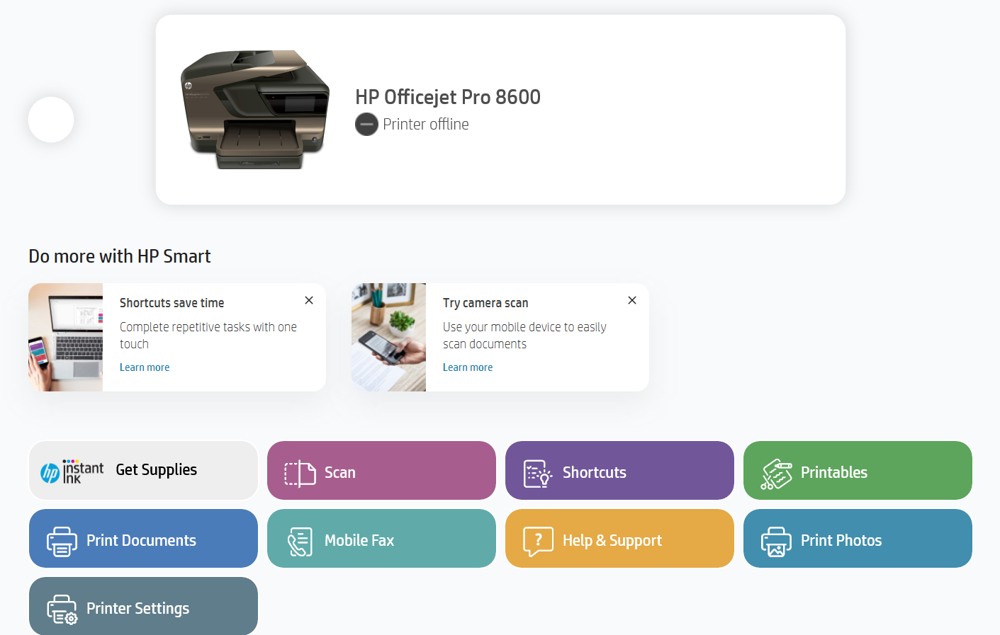 HP Officejet Pro 8600
Printer offline
Do more with HP Smart
Shortcuts save time
Complete repetitive tasks with one
touch
Learn more
Try camera scan
Use your mobile device to easily
scan documents
Learn more
hp instant ink Get Supplies
Scan
Shortcuts
Printables
Print Documents
Mobile Fax
Help & Support
Print Photos
Printer Settings